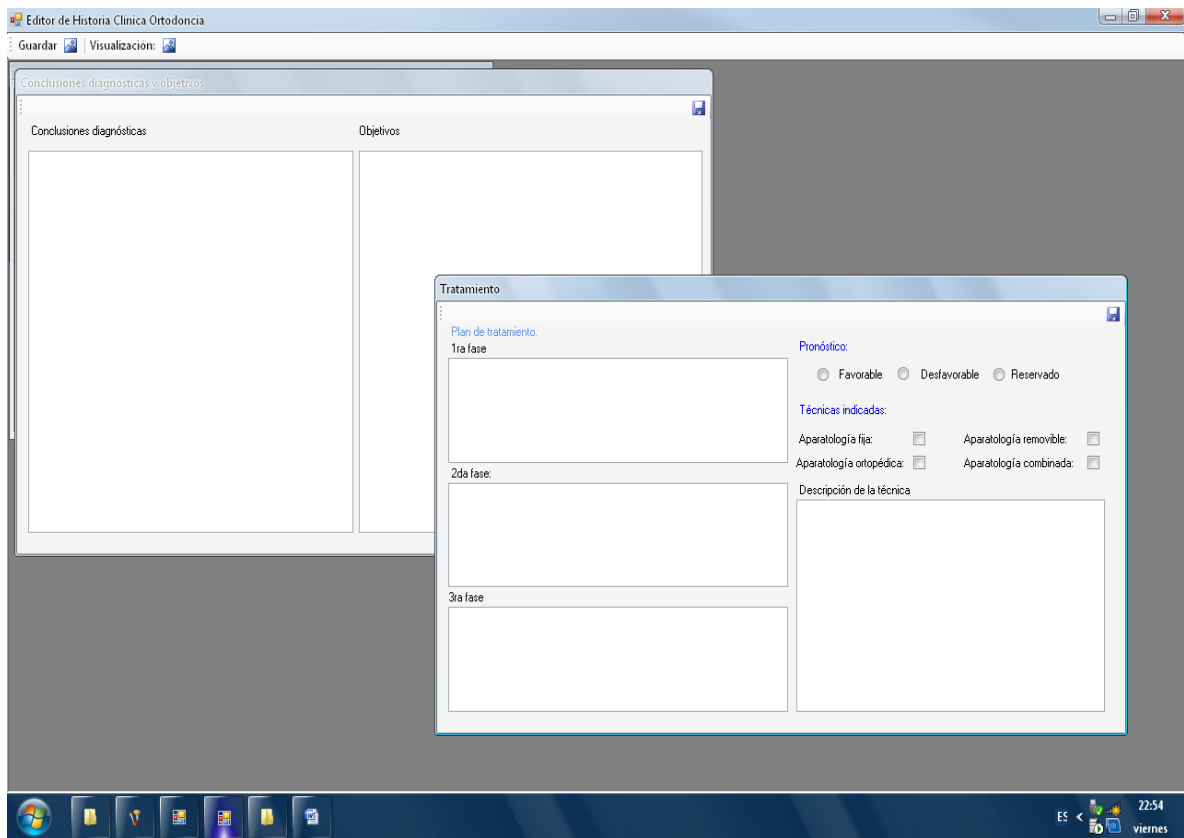 Editor de Historia Clinica Ortodoncia
Guardar Visualización:
Conclusiones diagnósticas y objetivos
Conclusiones diagnósticas Objetivos
Tratamiento
Plan de tratamiento.
1ra fase
2da fase:
3ra fase
Pronóstico:
Favorable Desfavorable Reservado
Técnicas indicadas:
Aparatología fija: Aparatología removible:
Aparatología ortopédica: Aparatología combinada:
Descripción de la técnica
ES 22:54
viernes